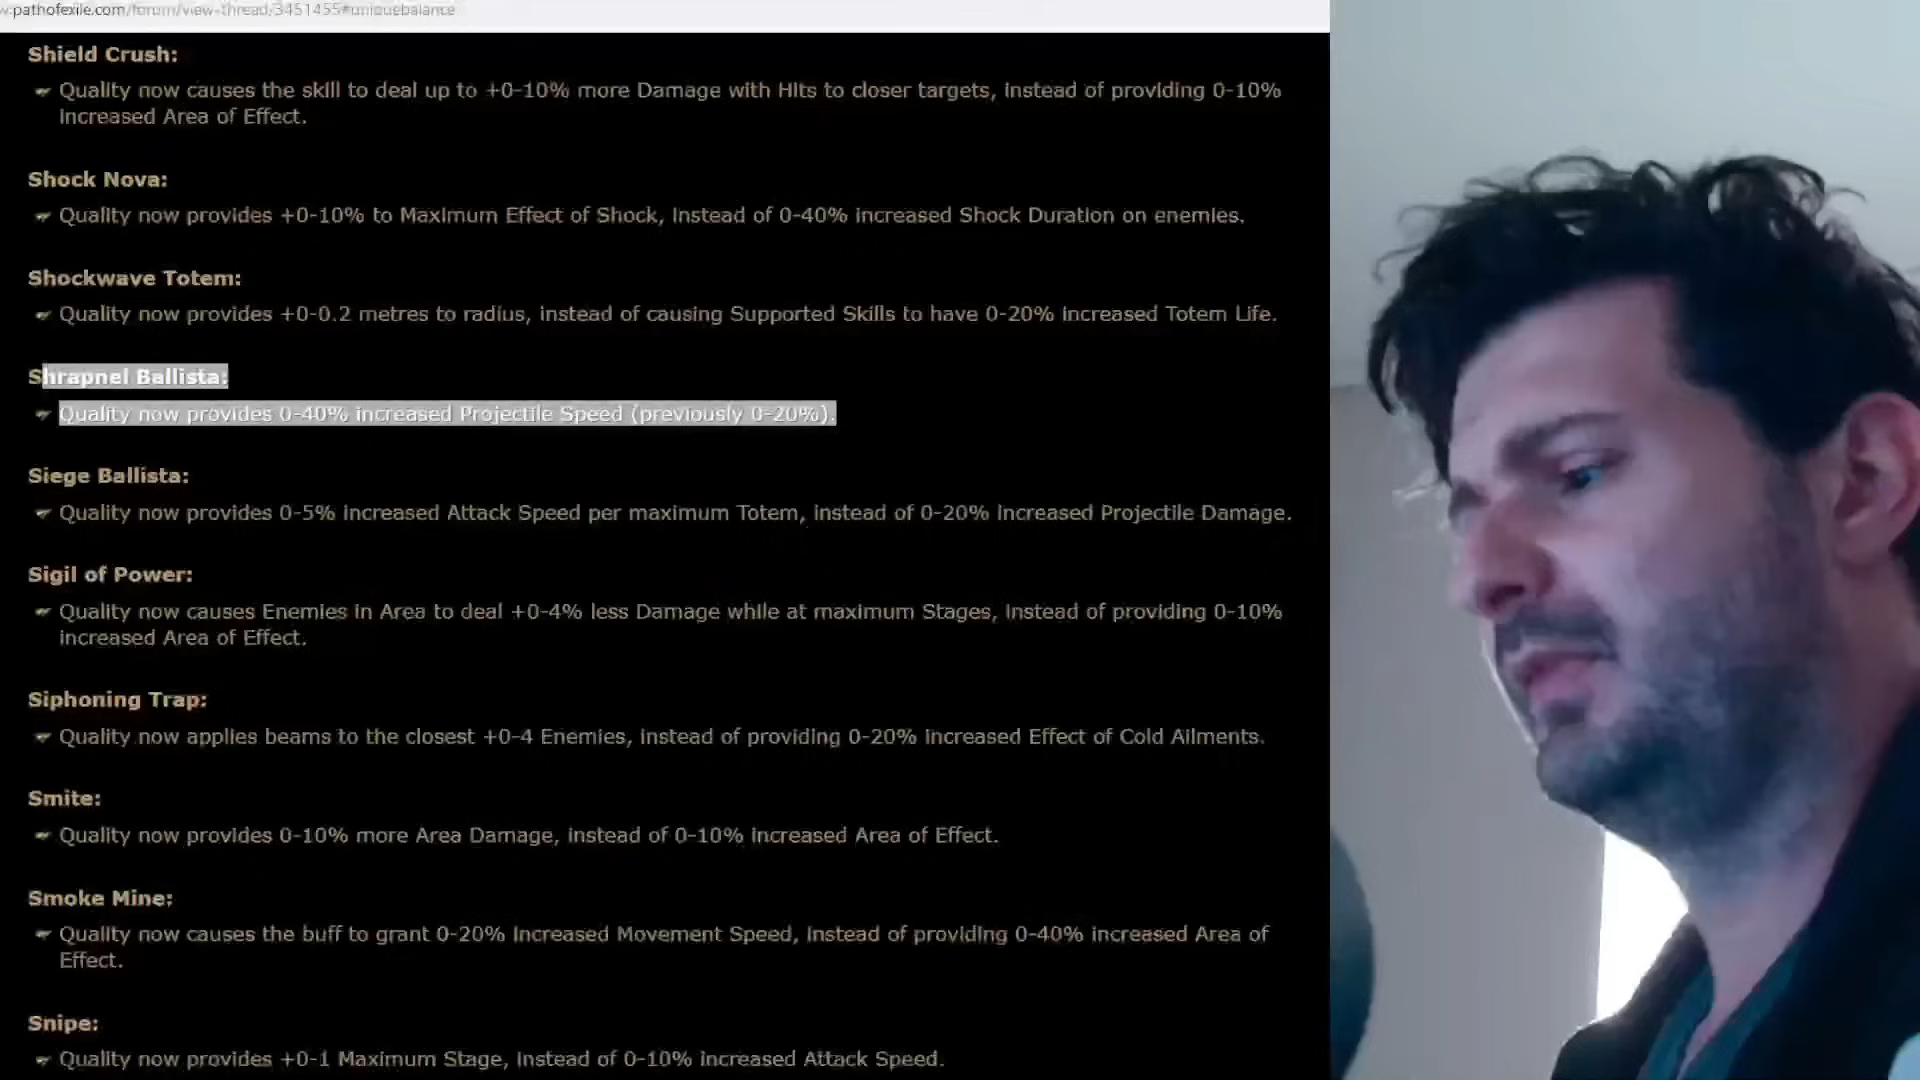 pathofexile.com/forum/view-thread/3451455#uniquebalance
Shield Crush:
Quality now causes the skill to deal up to +0-10% more Damage with Hits to closer targets, instead of providing 0-10%
increased Area of Effect.
Shock Nova:
Quality now provides +0-10% to Maximum Effect of Shock, instead of 0-40% increased Shock Duration on enemies.
Shockwave Totem:
Quality now provides +0-0.2 metres to radius, instead of causing Supported Skills to have 0-20% increased Totem Life.
Shrapnel Ballista:
Quality now provides 0-40% increased Projectile Speed (previously 0-20%).
Siege Ballista:
Quality now provides 0-5% increased Attack Speed per maximum Totem, instead of 0-20% increased Projectile Damage.
Sigil of Power:
Quality now causes Enemies in Area to deal +0-4% less Damage while at maximum Stages, instead of providing 0-10%
increased Area of Effect.
Siphoning Trap:
Quality now applies beams to the closest +0-4 Enemies, instead of providing 0-20% increased Effect of Cold Ailments.
Smite:
Quality now provides 0-10% more Area Damage, instead of 0-10% increased Area of Effect.
Smoke Mine:
Quality now causes the buff to grant 0-20% increased Movement Speed, instead of providing 0-40% increased Area of
Effect.
Snipe:
Quality now provides +0-1 Maximum Stage, instead of 0-10% increased Attack Speed.